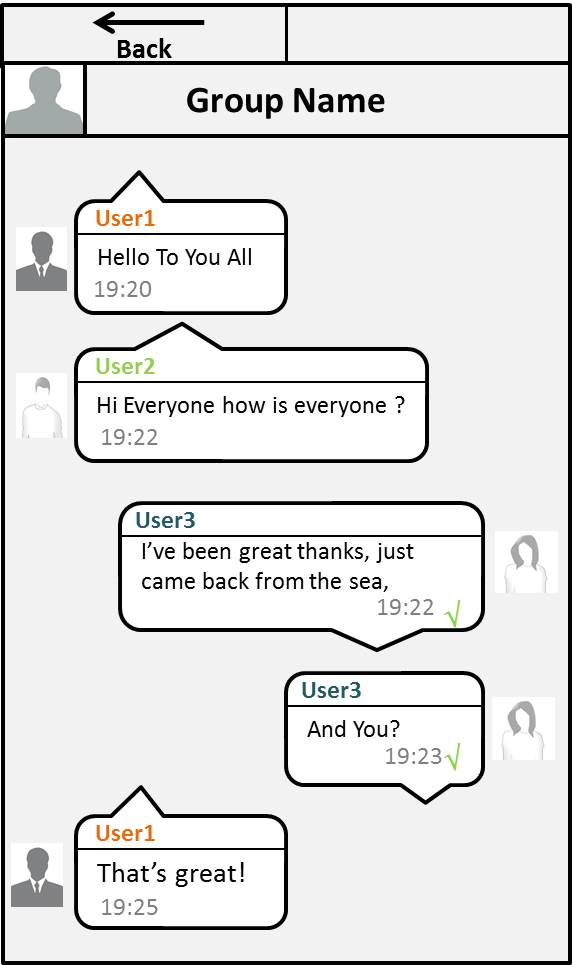 Back
Group Name
User1
Hello To You All
19:20
User2
Hi Everyone how is everyone ?
19:22
User3
I’ve been great thanks, just
came back from the sea,
19:22 √
User3
And You?
19:23 √
User1
That’s great!
19:25